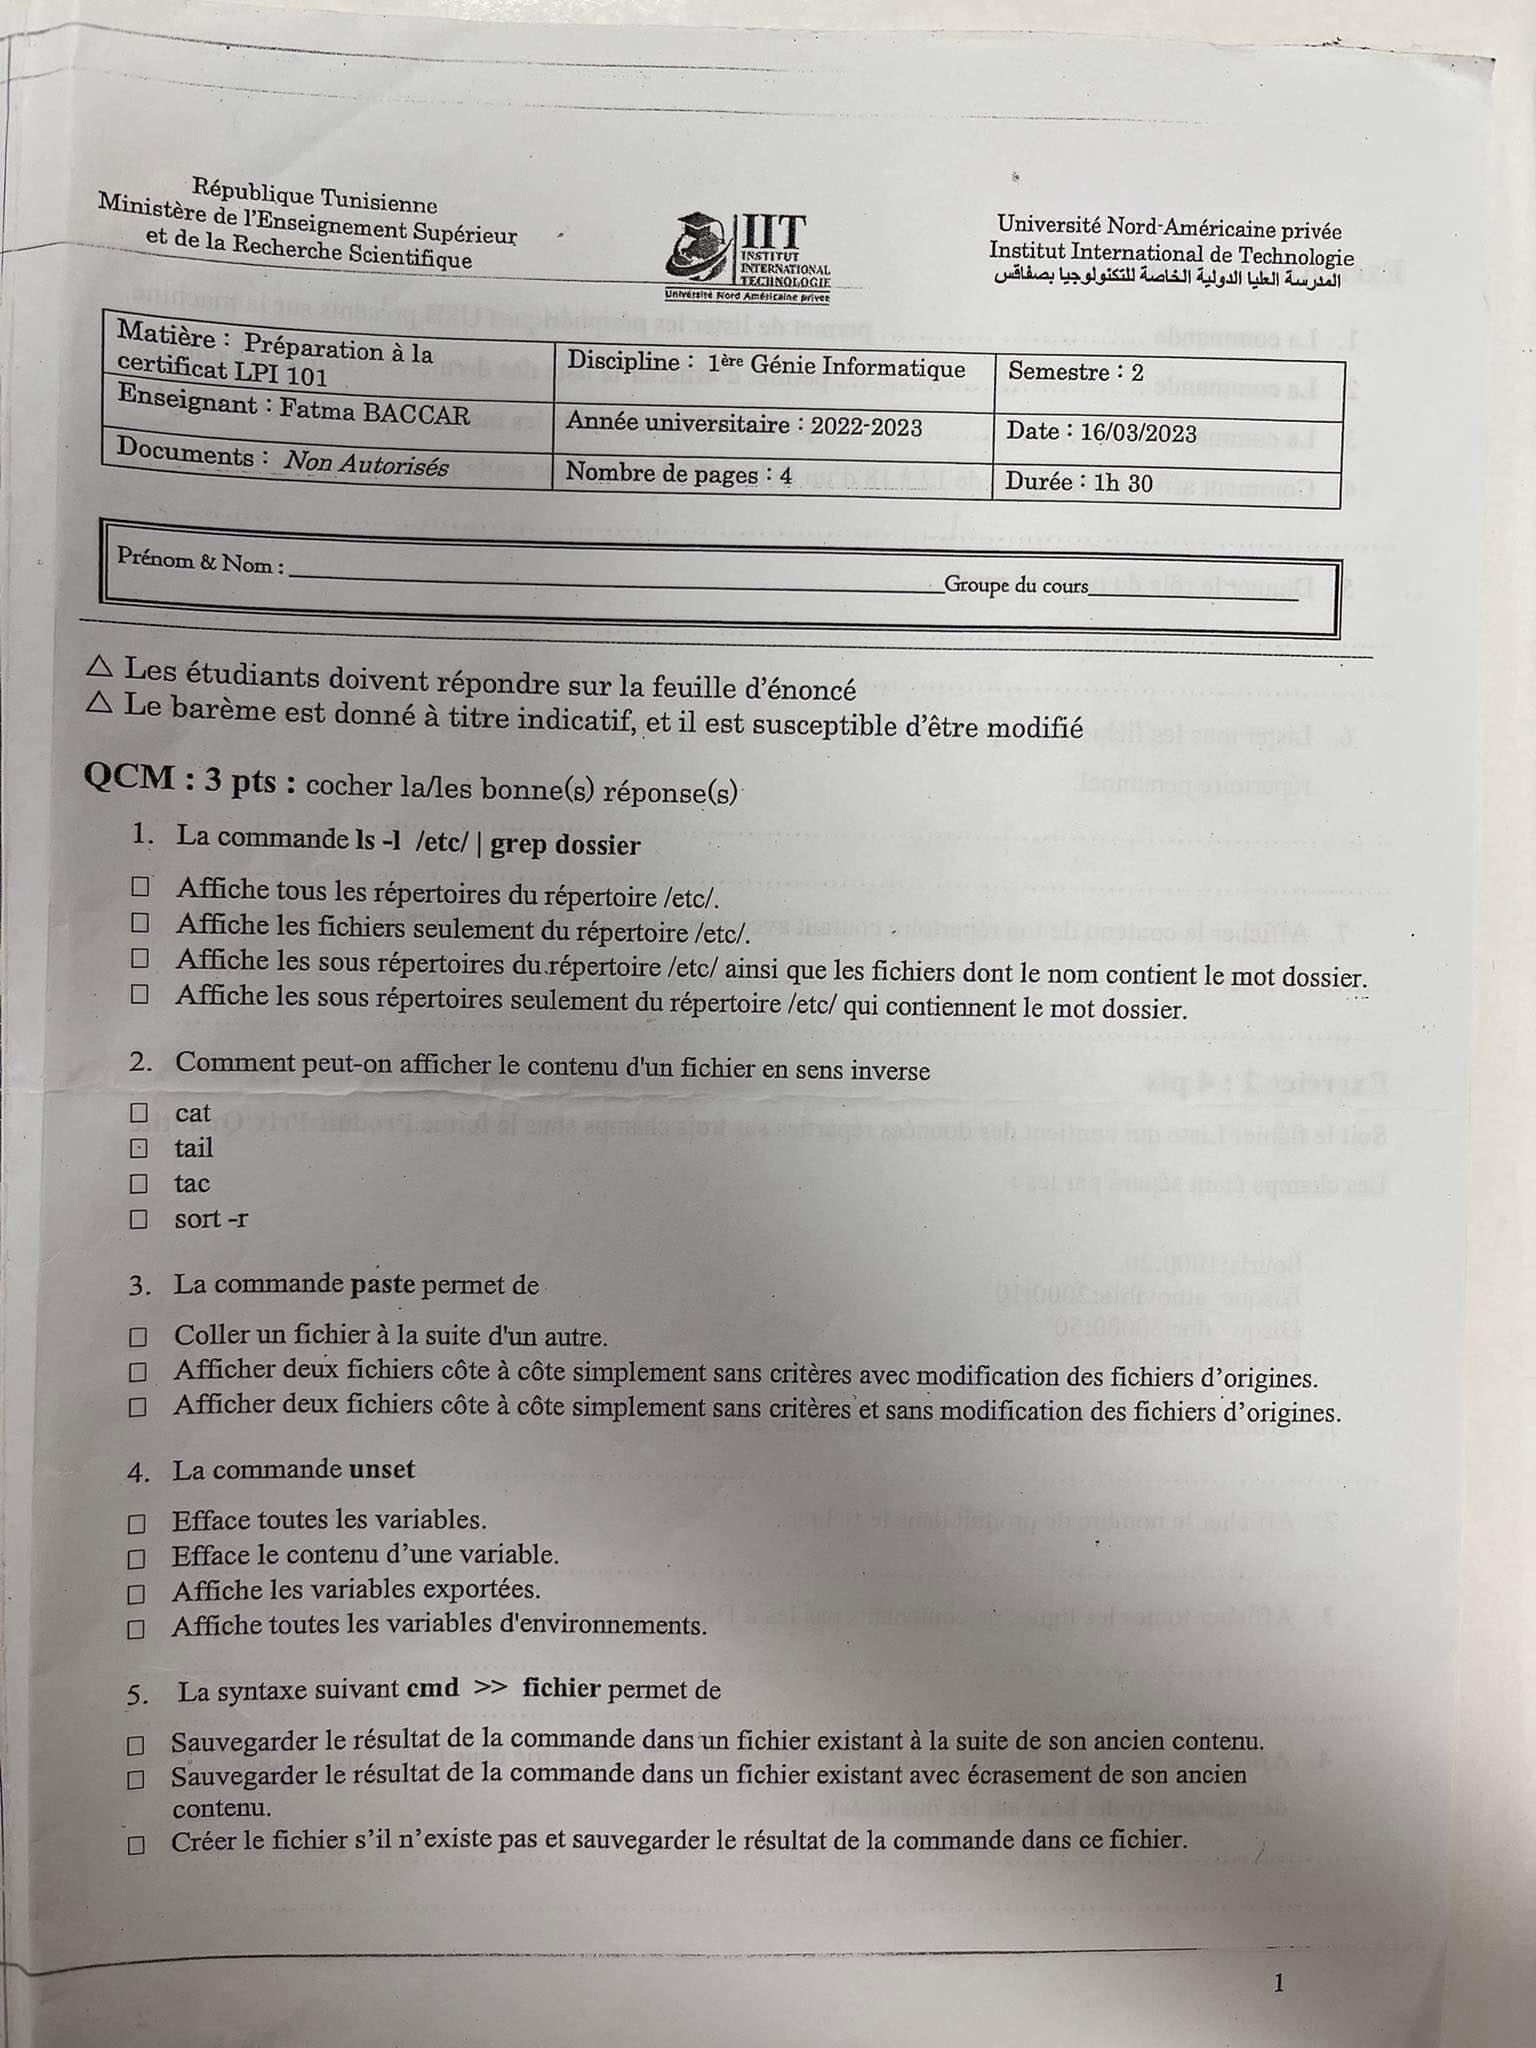 République Tunisienne
Ministère de l'Enseignement Supérieur
et de la Recherche Scientifique
IIT
INSTITUT
INTERNATIONAL
TECHNOLOGIE
Université Nord Américaine privée
Université Nord-Américaine privée
Institut International de Technologie
المدرسة العليا الدولية الخاصة للتكنولوجيا بصفاقس
Matière : Préparation à la
certificat LPI 101
Discipline : 1ère Génie Informatique
Semestre : 2
Enseignant : Fatma BACCAR
Année universitaire : 2022-2023
Date : 16/03/2023
Documents : Non Autorisés
Nombre de pages : 4
Durée : 1h 30
Prénom & Nom : Groupe du cours
△ Les étudiants doivent répondre sur la feuille d'énoncé
△ Le barème est donné à titre indicatif, et il est susceptible d'être modifié
QCM : 3 pts : cocher la/les bonne(s) réponse(s)
1. La commande ls -l /etc/ | grep dossier
□ Affiche tous les répertoires du répertoire /etc/.
□ Affiche les fichiers seulement du répertoire /etc/.
□ Affiche les sous répertoires du répertoire /etc/ ainsi que les fichiers dont le nom contient le mot dossier.
□ Affiche les sous répertoires seulement du répertoire /etc/ qui contiennent le mot dossier.
2. Comment peut-on afficher le contenu d'un fichier en sens inverse
□ cat
□ tail
□ tac
□ sort -r
3. La commande paste permet de
□ Coller un fichier à la suite d'un autre.
□ Afficher deux fichiers côte à côte simplement sans critères avec modification des fichiers d'origines.
□ Afficher deux fichiers côte à côte simplement sans critères et sans modification des fichiers d'origines.
4. La commande unset
□ Efface toutes les variables.
□ Efface le contenu d'une variable.
□ Affiche les variables exportées.
□ Affiche toutes les variables d'environnements.
5. La syntaxe suivant cmd >> fichier permet de
□ Sauvegarder le résultat de la commande dans un fichier existant à la suite de son ancien contenu.
□ Sauvegarder le résultat de la commande dans un fichier existant avec écrasement de son ancien
contenu.
□ Créer le fichier s'il n'existe pas et sauvegarder le résultat de la commande dans ce fichier.
1